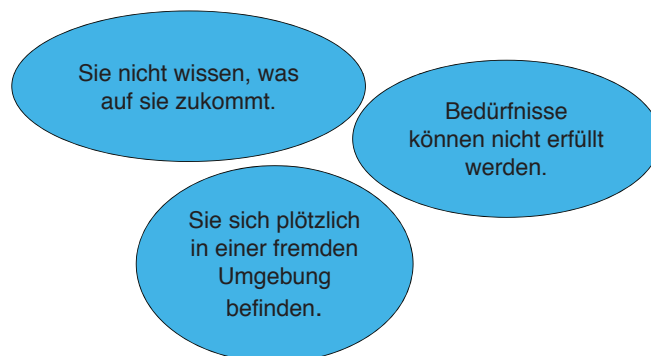 Sie nicht wissen, was
auf sie zukommt.
Bedürfnisse
können nicht erfüllt
werden.
Sie sich plötzlich
in einer fremden
Umgebung
befinden.